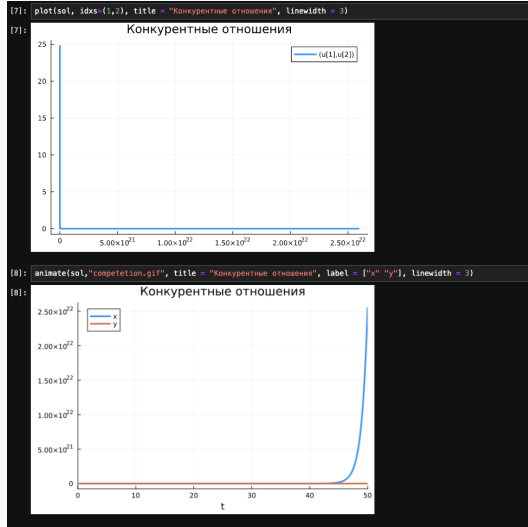 [7]: plot(sol, idxs=(1,2), title = "Конкурентные отношения", linewidth = 3)
[7]:
Конкурентные отношения
(u[1],u[2])
25
20
15
10
5
0
0 5.00×10²¹ 1.00×10²² 1.50×10²² 2.00×10²² 2.50×10²²
[8]: animate(sol,"competetion.gif", title = "Конкурентные отношения", label = ["x" "y"], linewidth = 3)
[8]:
Конкурентные отношения
x
y
2.50×10²²
2.00×10²²
1.50×10²²
1.00×10²²
5.00×10²¹
0
0 10 20 30 40 50
t